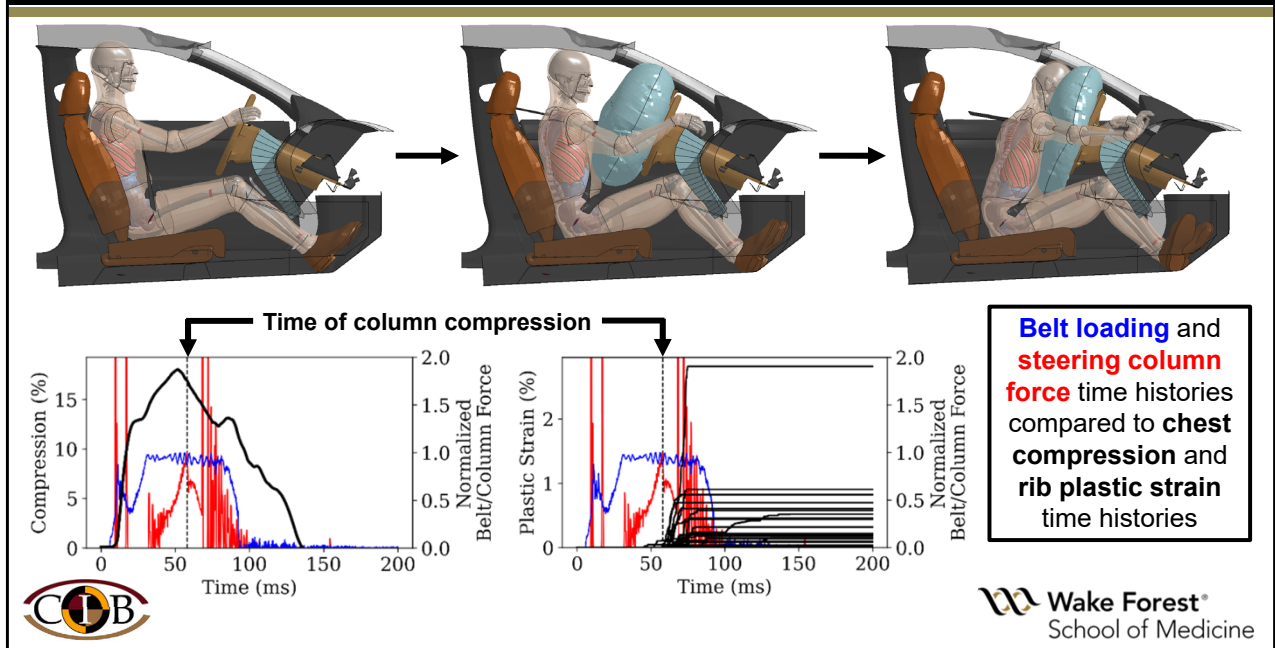 Time of column compression
Compression (%)
15
10
5
0
0
50
100
150
200
Time (ms)
2.0
1.5
1.0
0.5
0.0
Normalized
Belt/Column Force
Plastic Strain (%)
2
1
0
0
50
100
150
200
Time (ms)
2.0
1.5
1.0
0.5
0.0
Normalized
Belt/Column Force
Belt loading and
steering column
force time histories
compared to chest
compression and
rib plastic strain
time histories
CIB
Wake Forest®
School of Medicine